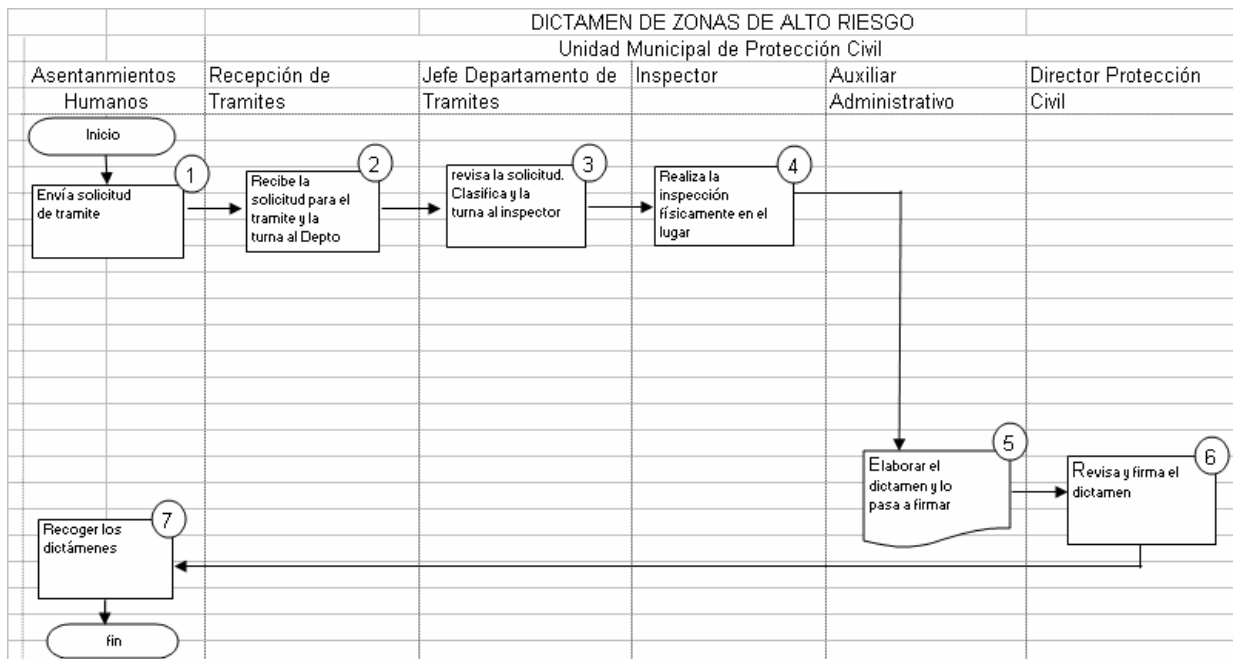 DICTAMEN DE ZONAS DE ALTO RIESGO
Unidad Municipal de Protección Civil
Asentanmientos
Humanos
Recepción de
Tramites
Jefe Departamento de
Tramites
Inspector
Auxiliar
Administrativo
Director Protección
Civil
Inicio
1
Envía solicitud
de tramite
2
Recibe la
solicitud para el
tramite y la
turna al Depto
3
revisa la solicitud.
Clasifica y la
turna al inspector
4
Realiza la
inspección
físicamente en el
lugar
5
Elaborar el
dictamen y lo
pasa a firmar
6
Revisa y firma el
dictamen
7
Recoger los
dictámenes
fin